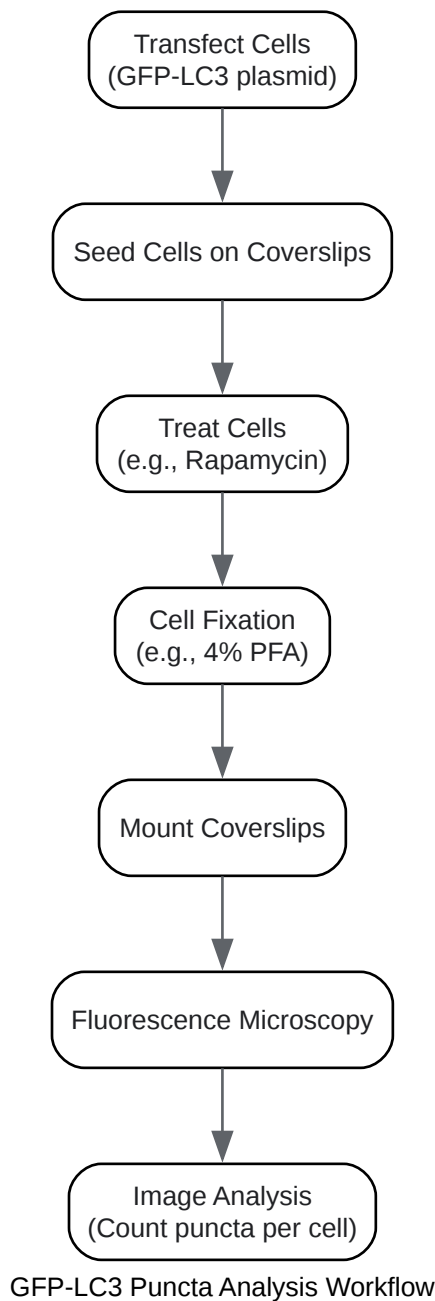 Transfect Cells
(GFP-LC3 plasmid)
Seed Cells on Coverslips
Treat Cells
(e.g., Rapamycin)
Cell Fixation
(e.g., 4% PFA)
Mount Coverslips
Fluorescence Microscopy
Image Analysis
(Count puncta per cell)
GFP-LC3 Puncta Analysis Workflow